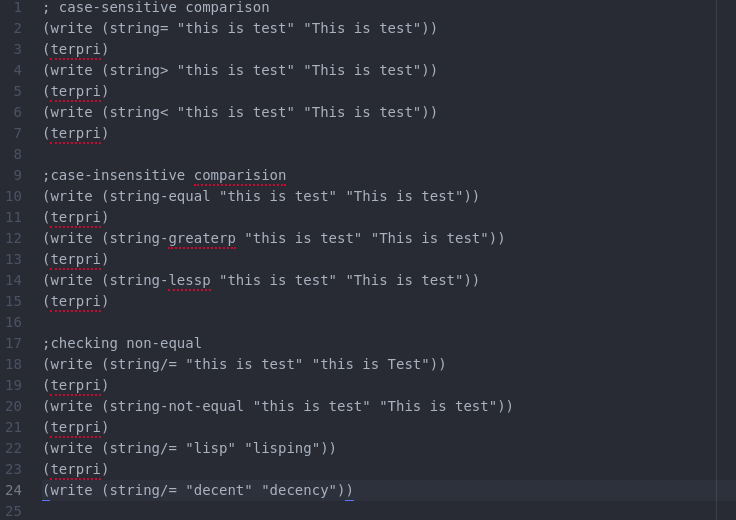 1 ; case-sensitive comparison
2 (write (string= "this is test" "This is test"))
3 (terpri)
4 (write (string> "this is test" "This is test"))
5 (terpri)
6 (write (string< "this is test" "This is test"))
7 (terpri)
8
9 ;case-insensitive comparision
10 (write (string-equal "this is test" "This is test"))
11 (terpri)
12 (write (string-greaterp "this is test" "This is test"))
13 (terpri)
14 (write (string-lessp "this is test" "This is test"))
15 (terpri)
16
17 ;checking non-equal
18 (write (string/= "this is test" "this is Test"))
19 (terpri)
20 (write (string-not-equal "this is test" "This is test"))
21 (terpri)
22 (write (string/= "lisp" "lisping"))
23 (terpri)
24 (write (string/= "decent" "decency"))
25